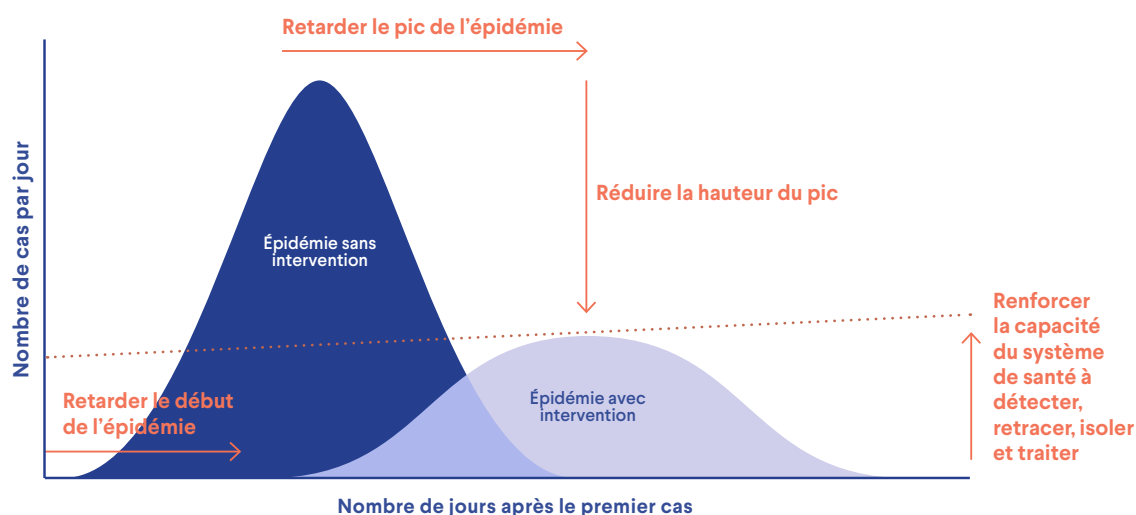 Retarder le pic de l’épidémie
Nombre de cas par jour
Réduire la hauteur du pic
Épidémie sans
intervention
Renforcer
la capacité
du système
de santé à
détecter,
retracer, isoler
et traiter
Retarder le début
de l’épidémie
Épidémie avec
intervention
Nombre de jours après le premier cas